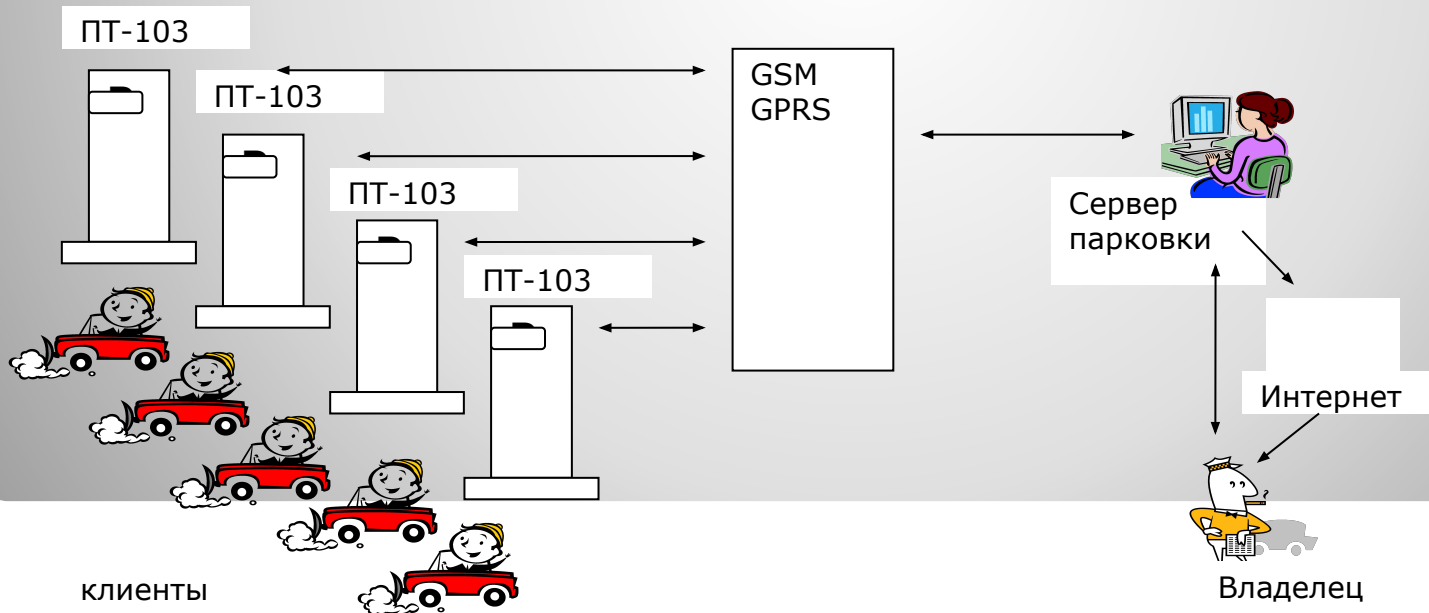 ПТ-103
ПТ-103
ПТ-103
ПТ-103
GSM
GPRS
Сервер
парковки
Интернет
клиенты
Владелец